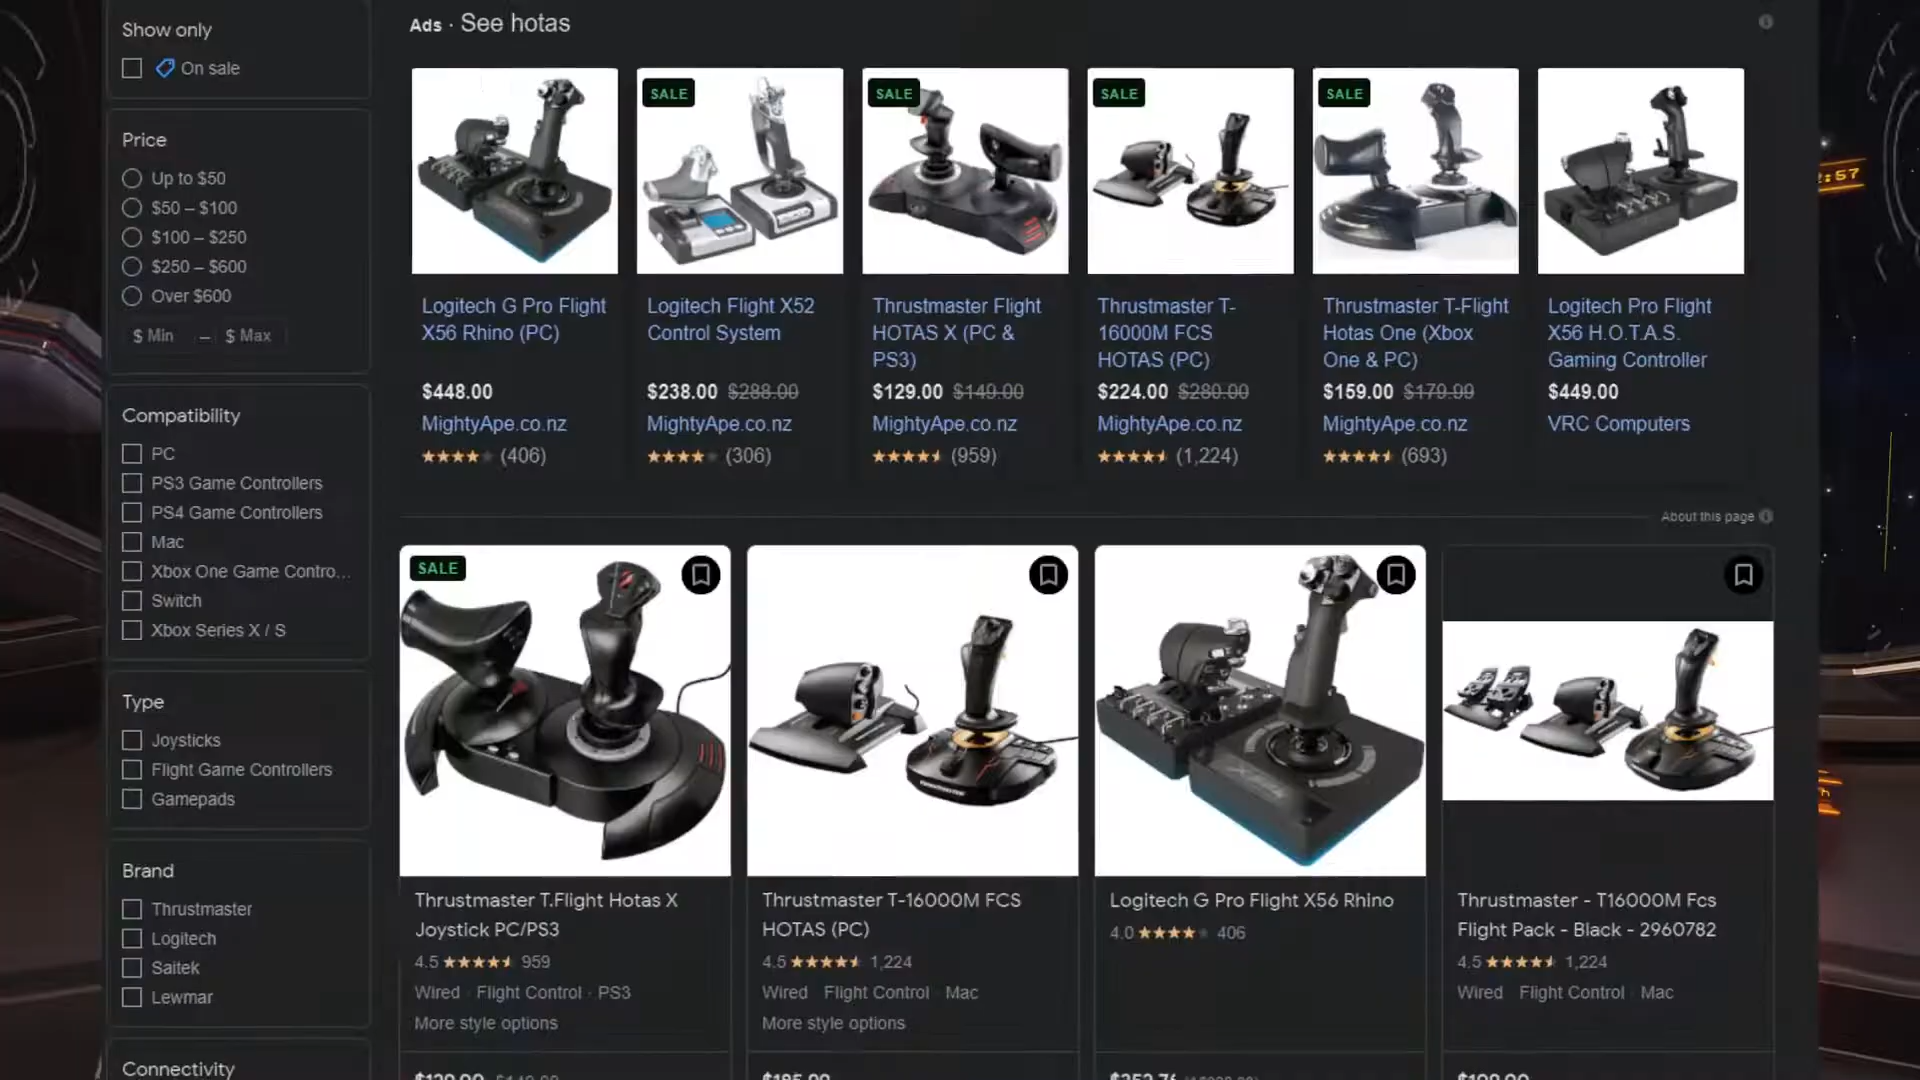 Show only
On sale
Price
Up to $50
$50 – $100
$100 – $250
$250 – $600
Over $600
$ Min – $ Max
Compatibility
PC
PS3 Game Controllers
PS4 Game Controllers
Mac
Xbox One Game Contro...
Switch
Xbox Series X / S
Type
Joysticks
Flight Game Controllers
Gamepads
Brand
Thrustmaster
Logitech
Saitek
Lewmar
Connectivity
Ads · See hotas
Logitech G Pro Flight
X56 Rhino (PC)
$448.00
MightyApe.co.nz
(406)
SALE
Logitech Flight X52
Control System
$238.00 $288.00
MightyApe.co.nz
(306)
SALE
Thrustmaster Flight
HOTAS X (PC &
PS3)
$129.00 $149.00
MightyApe.co.nz
(959)
SALE
Thrustmaster T-
16000M FCS
HOTAS (PC)
$224.00 $280.00
MightyApe.co.nz
(1,224)
SALE
Thrustmaster T-Flight
Hotas One (Xbox
One & PC)
$159.00 $179.99
MightyApe.co.nz
(693)
Logitech Pro Flight
X56 H.O.T.A.S.
Gaming Controller
$449.00
VRC Computers
About this page
SALE
Thrustmaster T.Flight Hotas X
Joystick PC/PS3
4.5 959
Wired · Flight Control · PS3
More style options
Thrustmaster T-16000M FCS
HOTAS (PC)
4.5 1,224
Wired Flight Control · Mac
More style options
Logitech G Pro Flight X56 Rhino
4.0 406
Thrustmaster - T16000M Fcs
Flight Pack - Black - 2960782
4.5 1,224
Wired Flight Control · Mac
:57